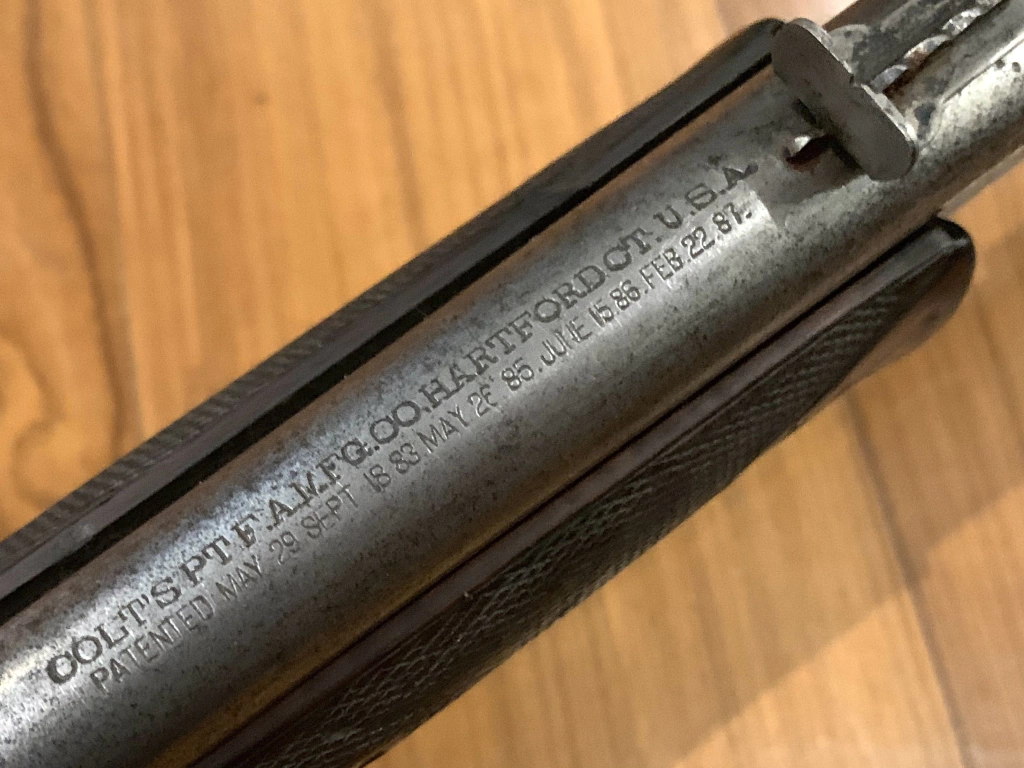 COLT'S PT F.A.MFG.CO.HARTFORD CT. U.S.A.
PATENTED MAY 29 SEPT 18 83.MAY 26 85.JUNE 15 86.FEB 22.87.